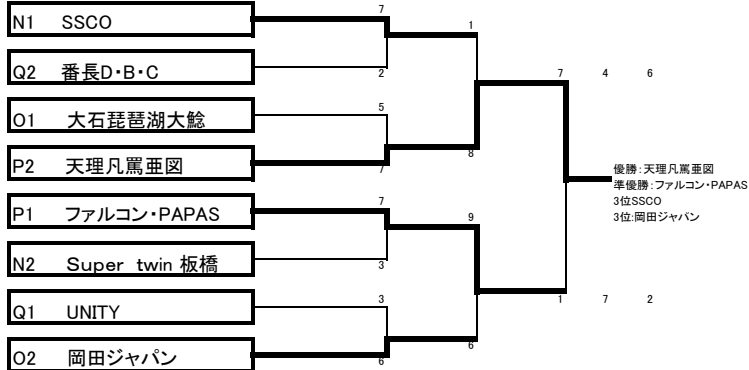 7
N1 SSCO
1
Q2 番長D・B・C
2
7 4 6
5
O1 大石琵琶湖大鯰
8
P2 天理凡罵亜図
7
優勝:天理凡罵亜図
準優勝:ファルコン・PAPAS
3位SSCO
3位:岡田ジャパン
7
P1 ファルコン・PAPAS
9
N2 Super twin 板橋
3
3
1 7 2
Q1 UNITY
6
O2 岡田ジャパン
6